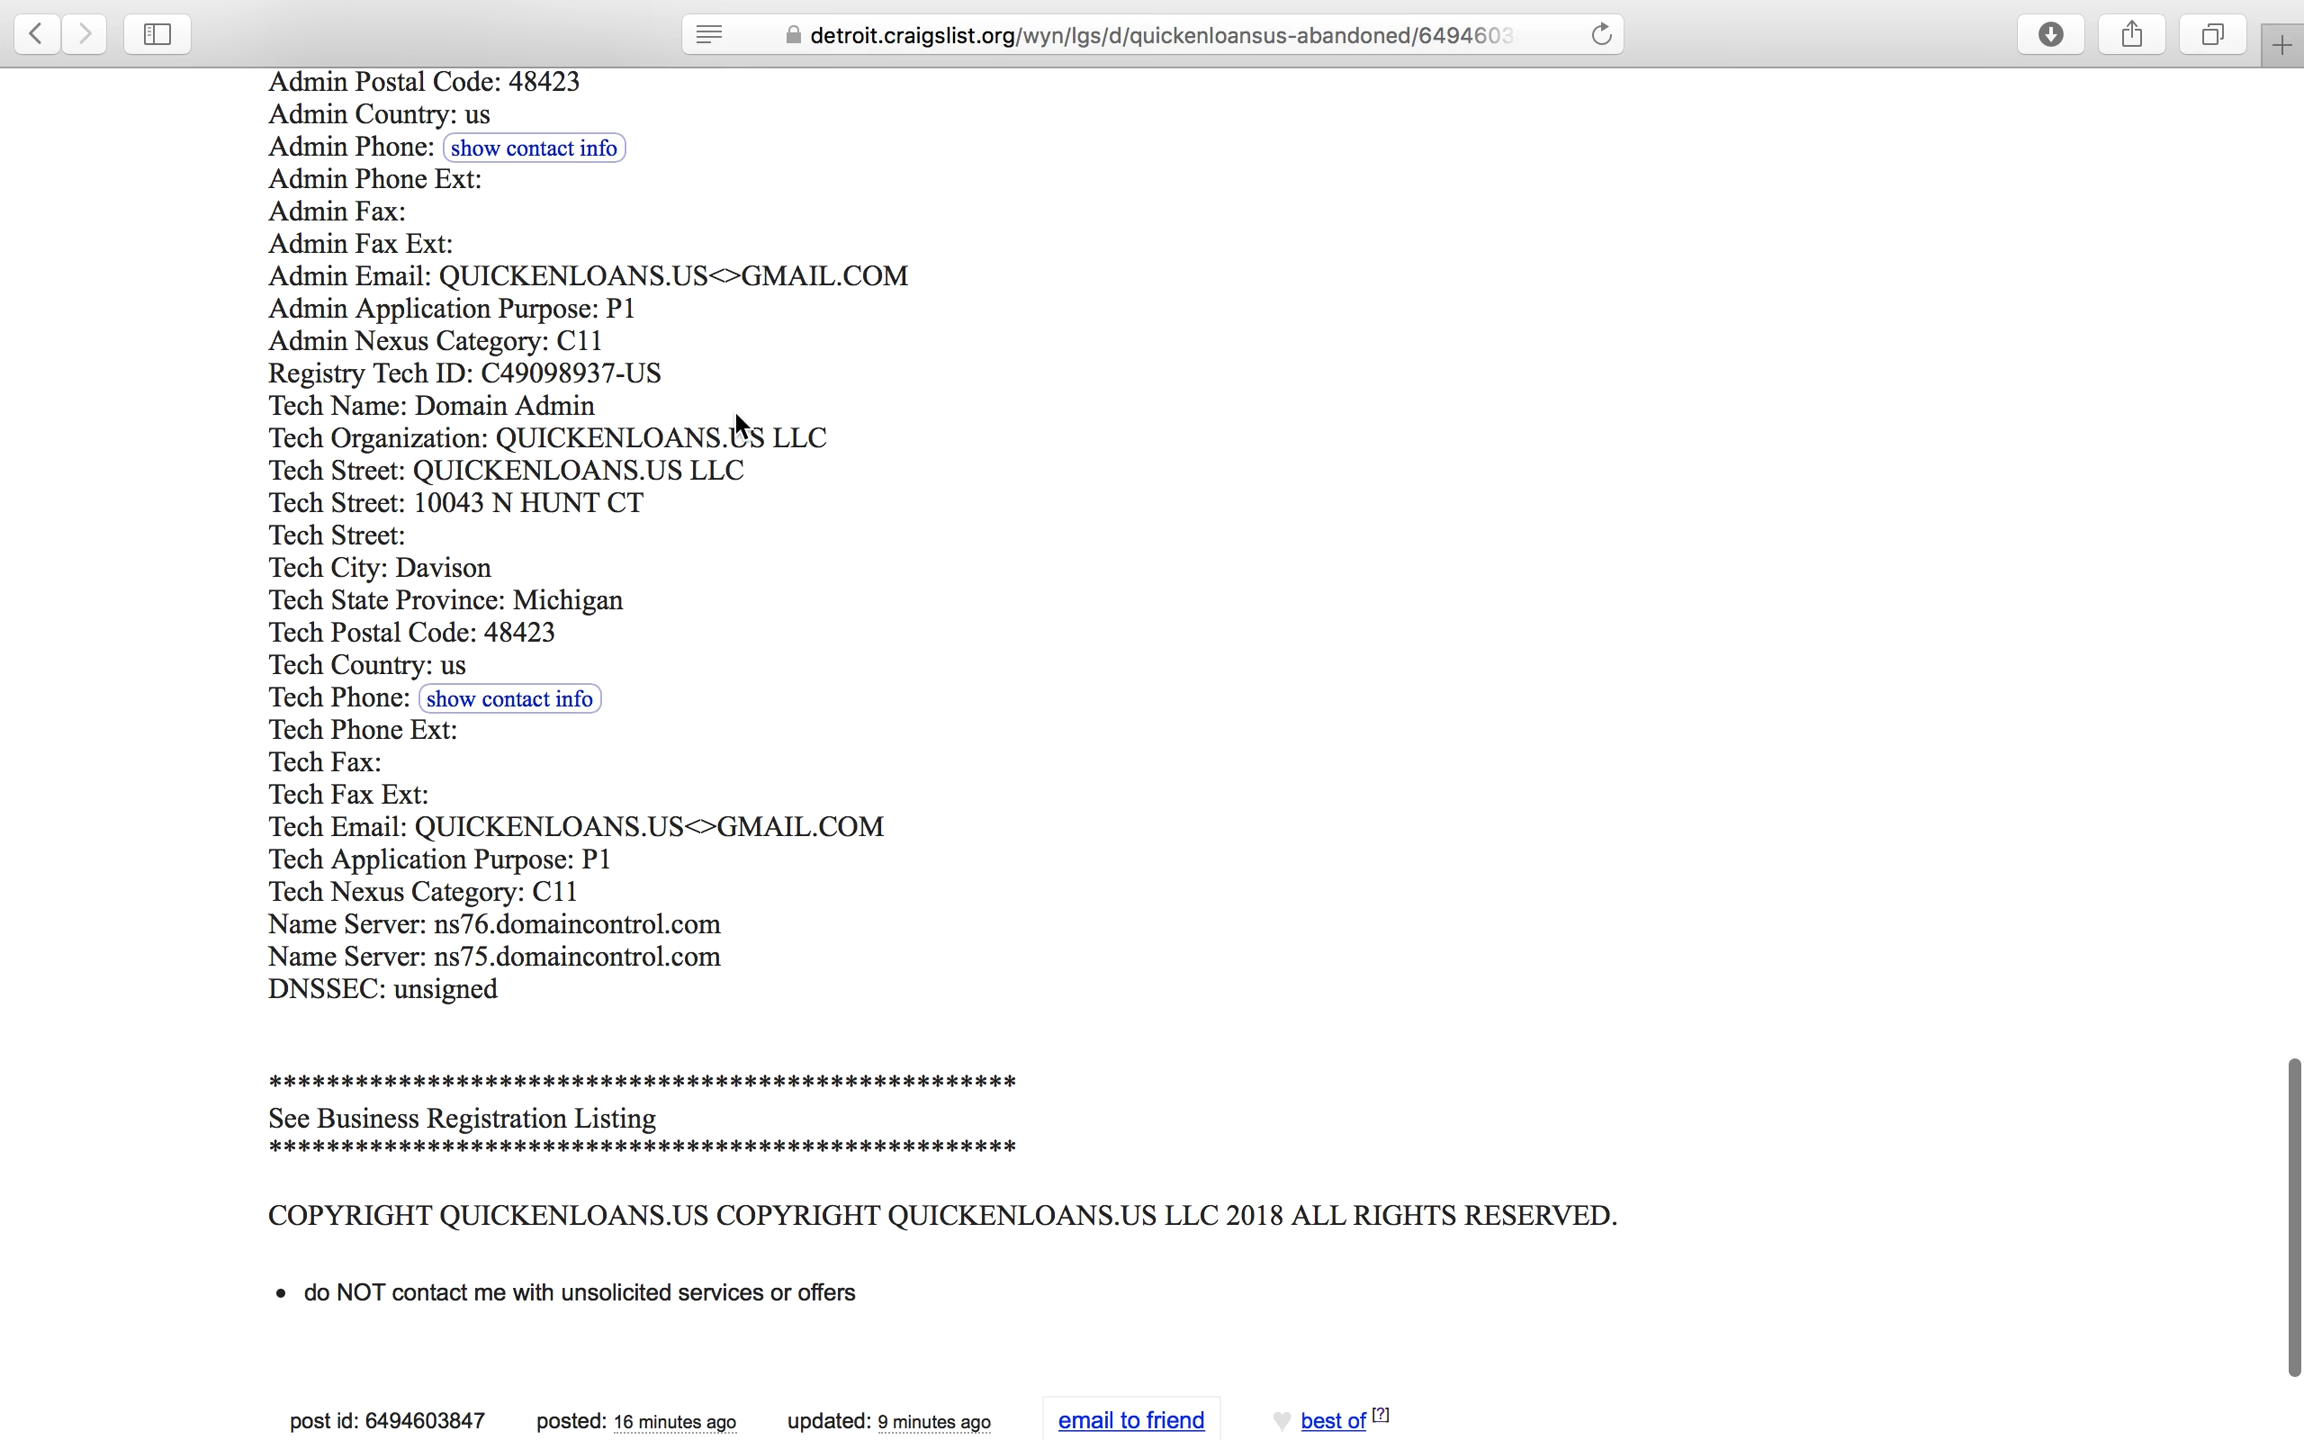 detroit.craigslist.org/wyn/lgs/d/quickenloansus-abandoned/6494603
Admin Postal Code: 48423
Admin Country: us
Admin Phone: show contact info
Admin Phone Ext:
Admin Fax:
Admin Fax Ext:
Admin Email: QUICKENLOANS.US<>GMAIL.COM
Admin Application Purpose: P1
Admin Nexus Category: C11
Registry Tech ID: C49098937-US
Tech Name: Domain Admin
Tech Organization: QUICKENLOANS.US LLC
Tech Street: QUICKENLOANS.US LLC
Tech Street: 10043 N HUNT CT
Tech Street:
Tech City: Davison
Tech State Province: Michigan
Tech Postal Code: 48423
Tech Country: us
Tech Phone: show contact info
Tech Phone Ext:
Tech Fax:
Tech Fax Ext:
Tech Email: QUICKENLOANS.US<>GMAIL.COM
Tech Application Purpose: P1
Tech Nexus Category: C11
Name Server: ns76.domaincontrol.com
Name Server: ns75.domaincontrol.com
DNSSEC: unsigned
****************************************************
See Business Registration Listing
****************************************************
COPYRIGHT QUICKENLOANS.US COPYRIGHT QUICKENLOANS.US LLC 2018 ALL RIGHTS RESERVED.
• do NOT contact me with unsolicited services or offers
post id: 6494603847 posted: 16 minutes ago updated: 9 minutes ago email to friend ♥ best of [?]